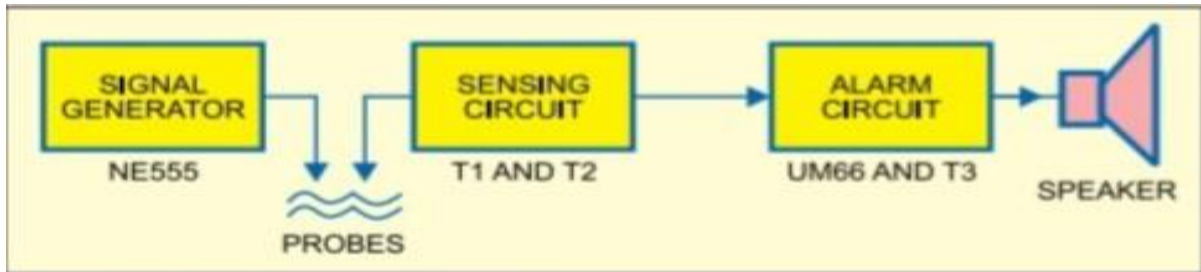 SIGNAL
GENERATOR
NE555
PROBES
SENSING
CIRCUIT
T1 AND T2
ALARM
CIRCUIT
UM66 AND T3
SPEAKER